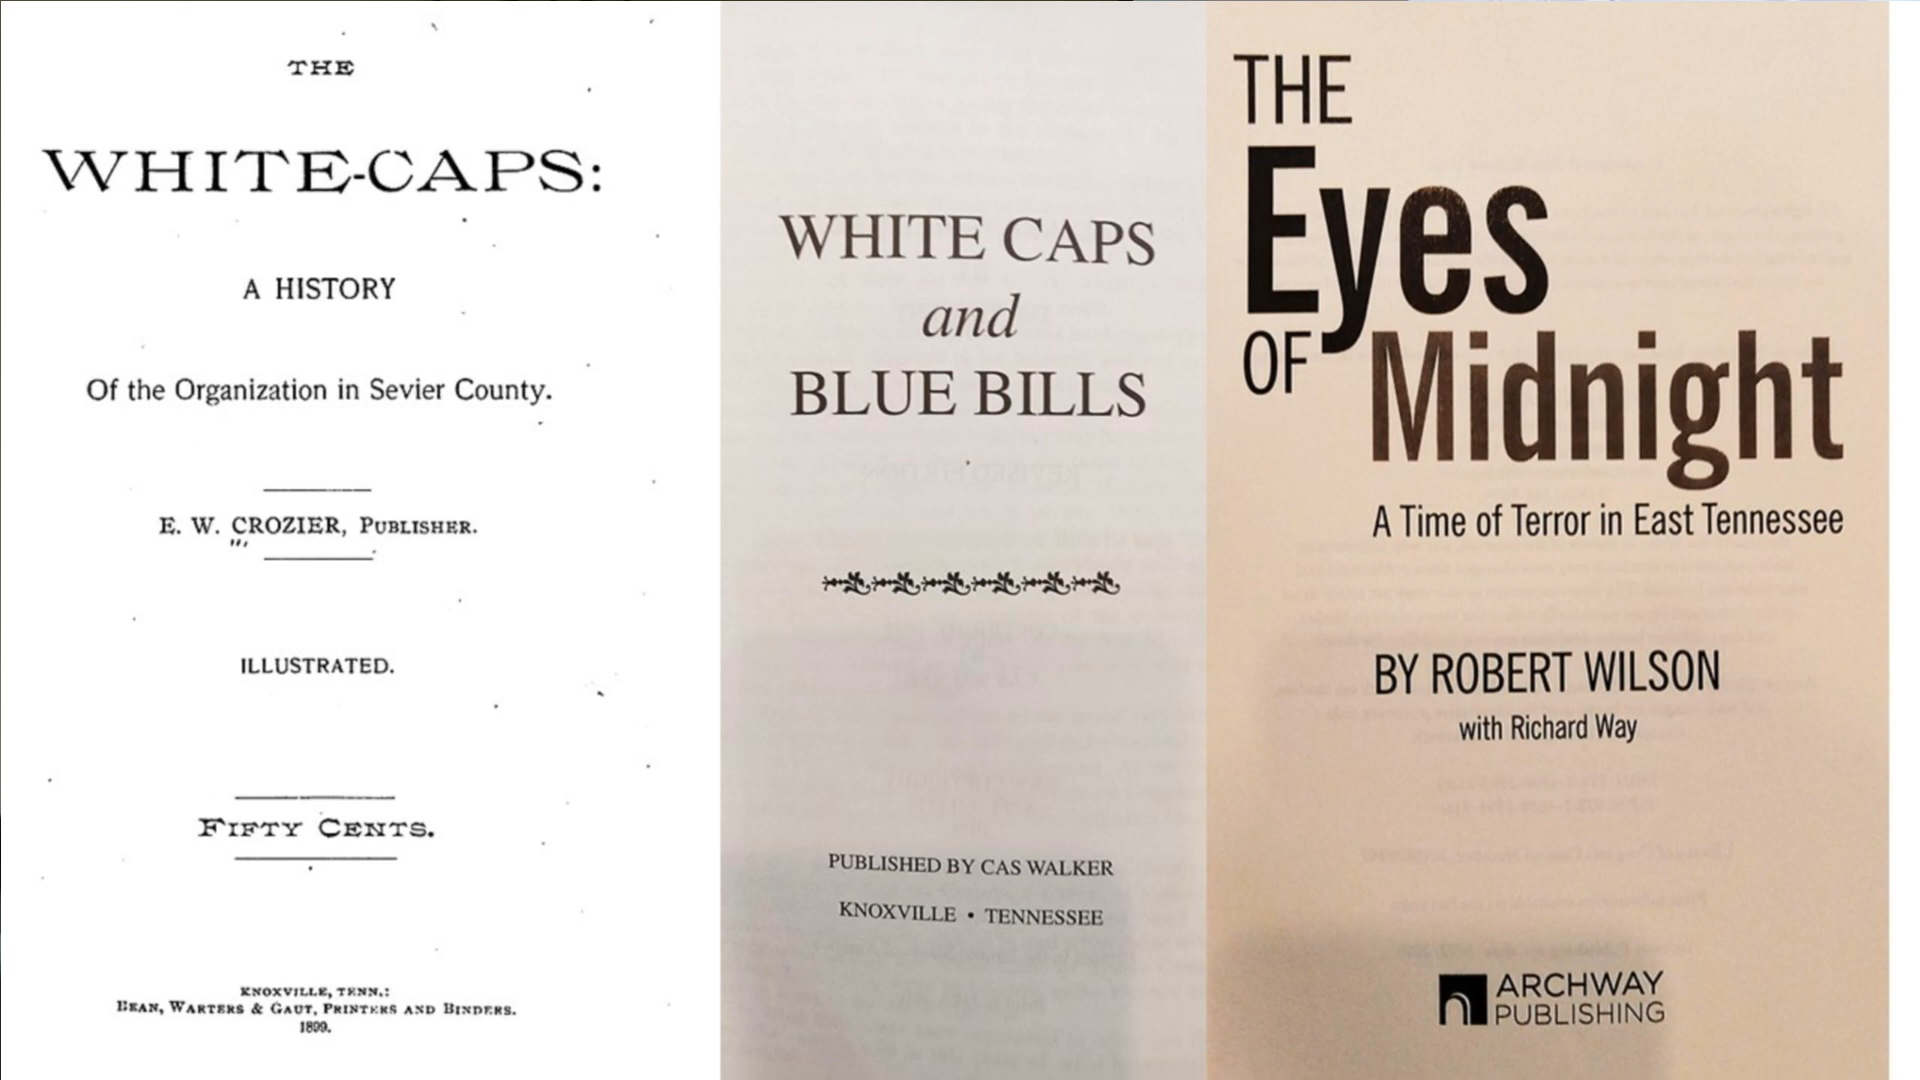 THE
WHITE-CAPS:
A HISTORY
Of the Organization in Sevier County.
E. W. CROZIER, PUBLISHER.
ILLUSTRATED.
FIFTY CENTS.
KNOXVILLE, TENN.:
BEAN, WARTERS & GAUT, PRINTERS AND BINDERS.
1899.
WHITE CAPS
and
BLUE BILLS
PUBLISHED BY CAS WALKER
KNOXVILLE • TENNESSEE
THE
Eyes
OF Midnight
A Time of Terror in East Tennessee
BY ROBERT WILSON
with Richard Way
ARCHWAY
PUBLISHING